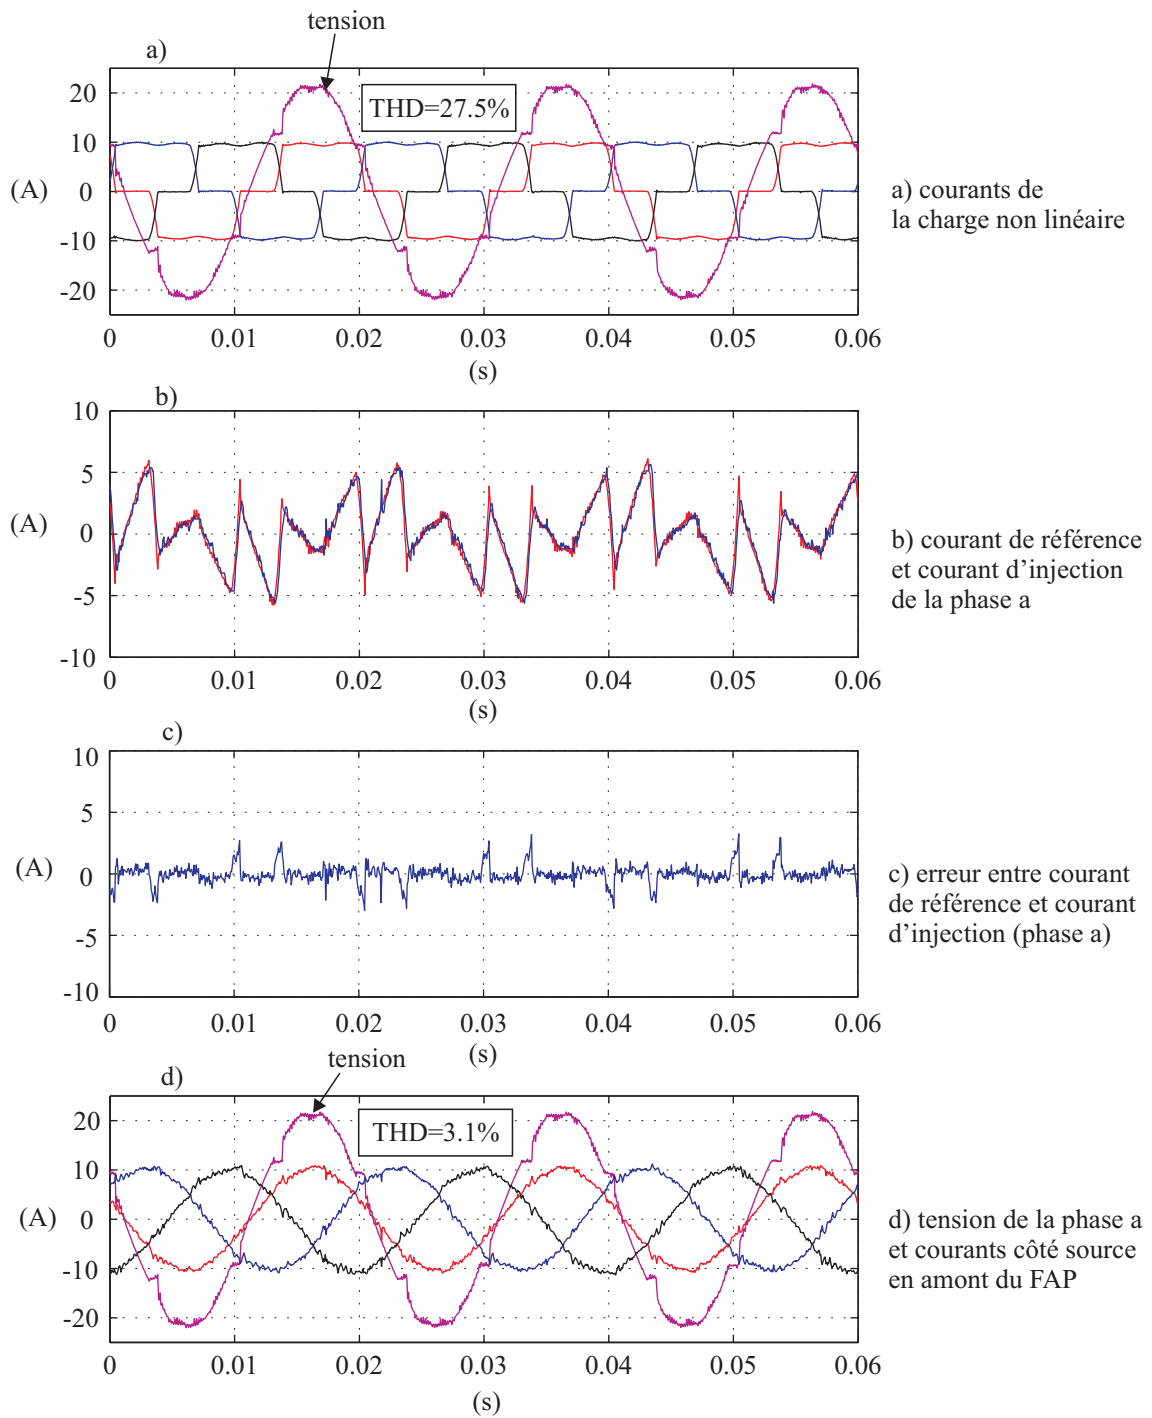 tension
a)
THD=27.5%
20
10
0
-10
-20
(A)
0 0.01 0.02 0.03 0.04 0.05 0.06
(s)
a) courants de
la charge non linéaire
b)
10
5
0
-5
-10
(A)
0 0.01 0.02 0.03 0.04 0.05 0.06
(s)
b) courant de référence
et courant d’injection
de la phase a
c)
10
5
0
-5
-10
(A)
0 0.01 0.02 0.03 0.04 0.05 0.06
(s)
c) erreur entre courant
de référence et courant
d’injection (phase a)
tension
d)
THD=3.1%
20
10
0
-10
-20
(A)
0 0.01 0.02 0.03 0.04 0.05 0.06
(s)
d) tension de la phase a
et courants côté source
en amont du FAP